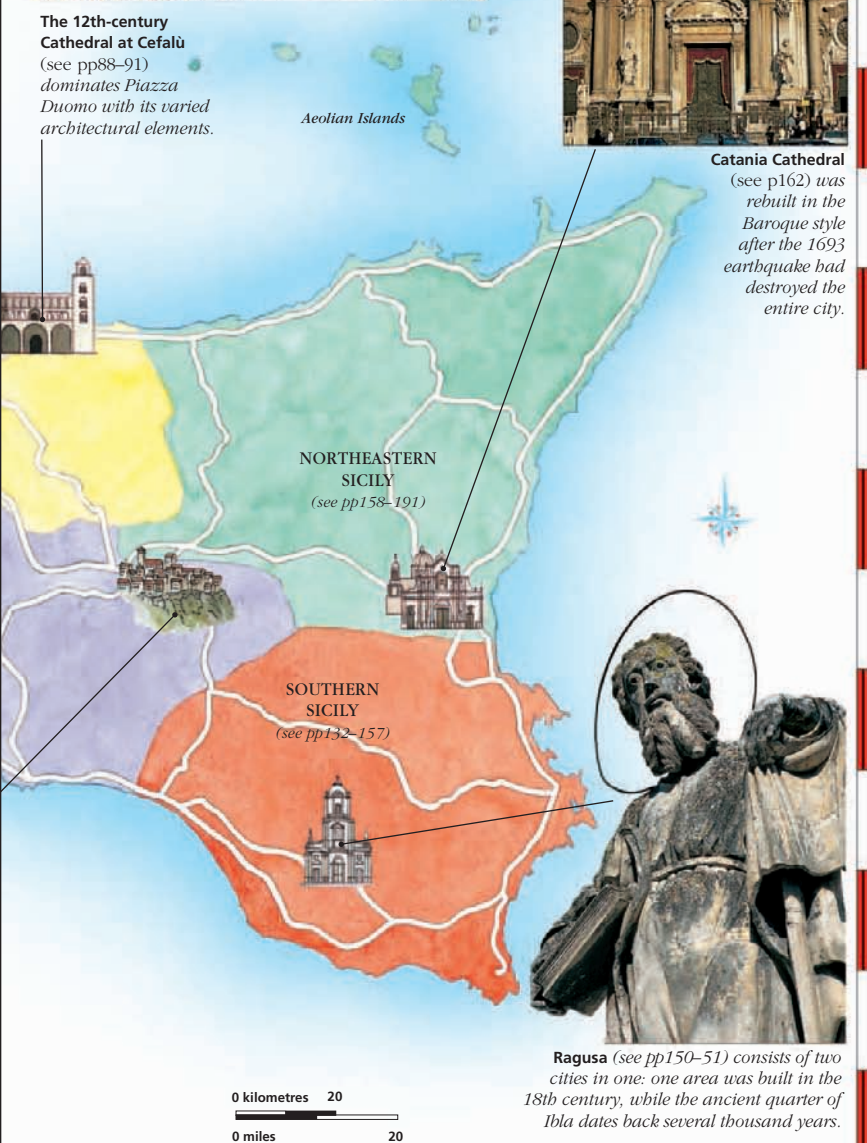 The 12th-century
Cathedral at Cefalù
(see pp88–91)
dominates Piazza
Duomo with its varied
architectural elements.
Aeolian Islands
Catania Cathedral
(see p162) was
rebuilt in the
Baroque style
after the 1693
earthquake had
destroyed the
entire city.
NORTHEASTERN
SICILY
(see pp158–191)
SOUTHERN
SICILY
(see pp132–157)
Ragusa (see pp150–51) consists of two
cities in one: one area was built in the
18th century, while the ancient quarter of
Ibla dates back several thousand years.
0 kilometres 20
0 miles 20